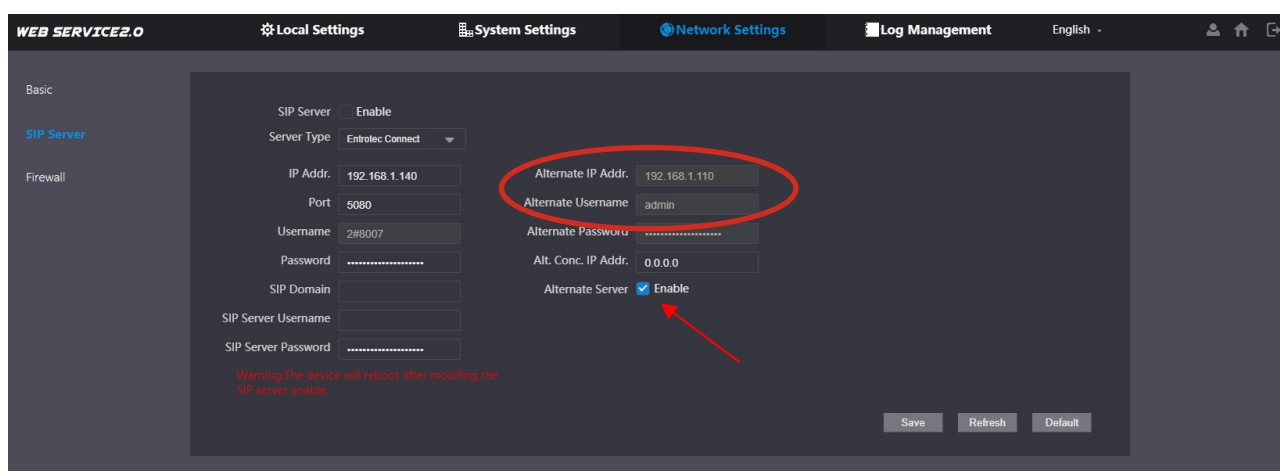 WEB SERVICE2.0 Local Settings System Settings Network Settings Log Management English
Basic
SIP Server
Firewall
SIP Server Enable
Server Type Entrotec Connect
IP Addr. 192.168.1.140 Alternate IP Addr. 192.168.1.110
Port 5080 Alternate Username admin
Username 2#8007 Alternate Password ...................
Password .................... Alt. Conc. IP Addr. 0.0.0.0
SIP Domain Alternate Server Enable
SIP Server Username
SIP Server Password ....................
Warning:The device will reboot after modifing the
SIP server enable.
Save Refresh Default